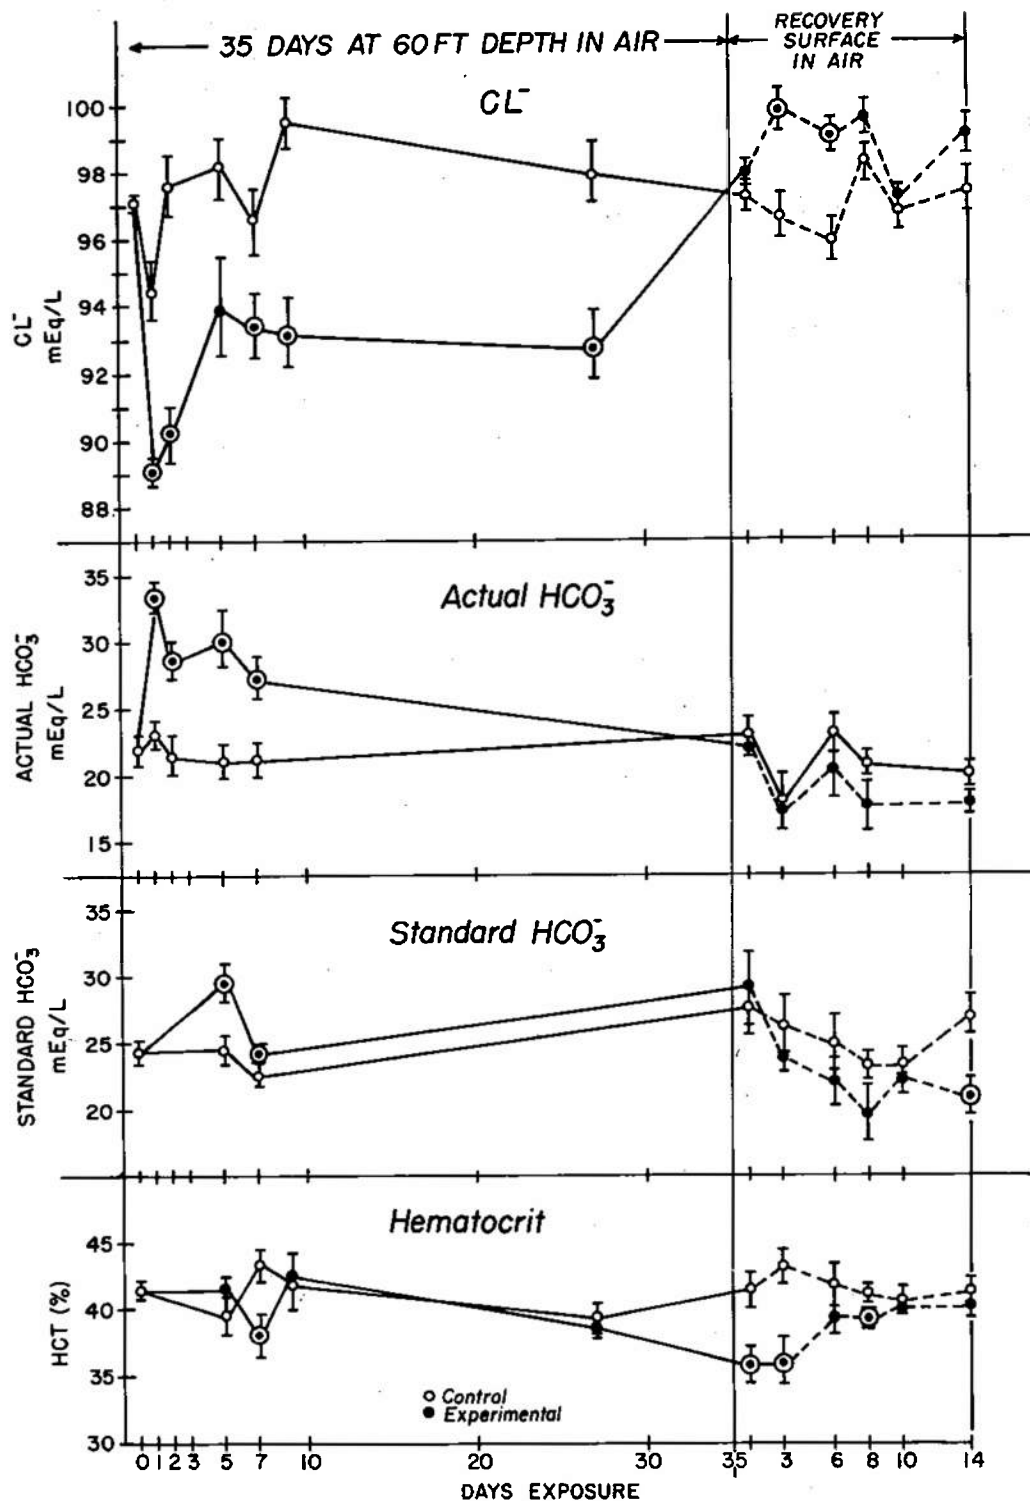 35 DAYS AT 60 FT DEPTH IN AIR
RECOVERY
SURFACE
IN AIR
CL⁻
100
98
96
94
92
90
88
CL⁻
mEq/L
Actual HCO₃⁻
35
30
25
20
15
ACTUAL HCO₃⁻
mEq/L
Standard HCO₃⁻
35
30
25
20
STANDARD HCO₃⁻
mEq/L
Hematocrit
45
40
35
30
HCT (%)
Control
Experimental
0 1 2 3 5 7 10 20 30 35 3 6 8 10 14
DAYS EXPOSURE